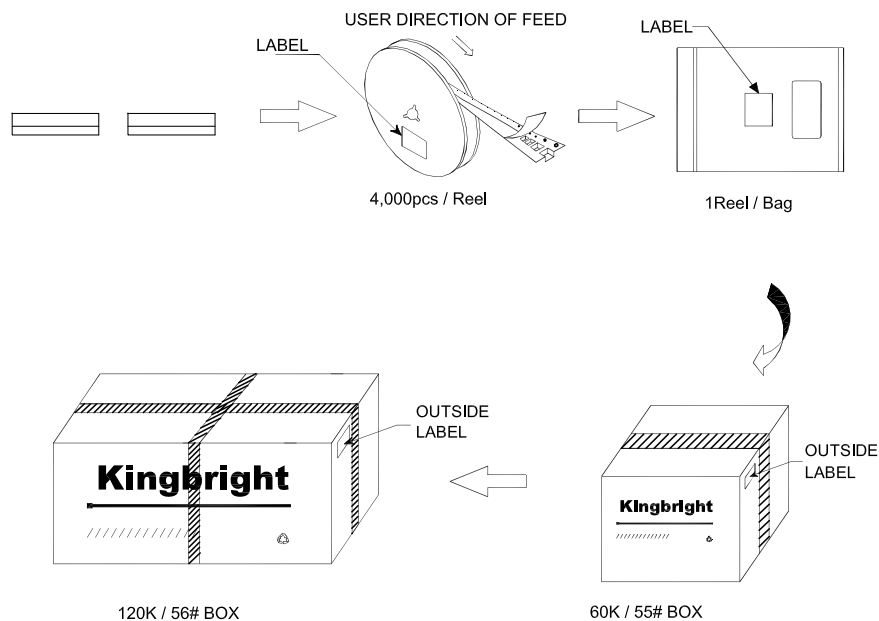 USER DIRECTION OF FEED
LABEL
LABEL
4,000pcs / Reel
1Reel / Bag
OUTSIDE
LABEL
Kingbright
OUTSIDE
LABEL
Kingbright
120K / 56# BOX
60K / 55# BOX